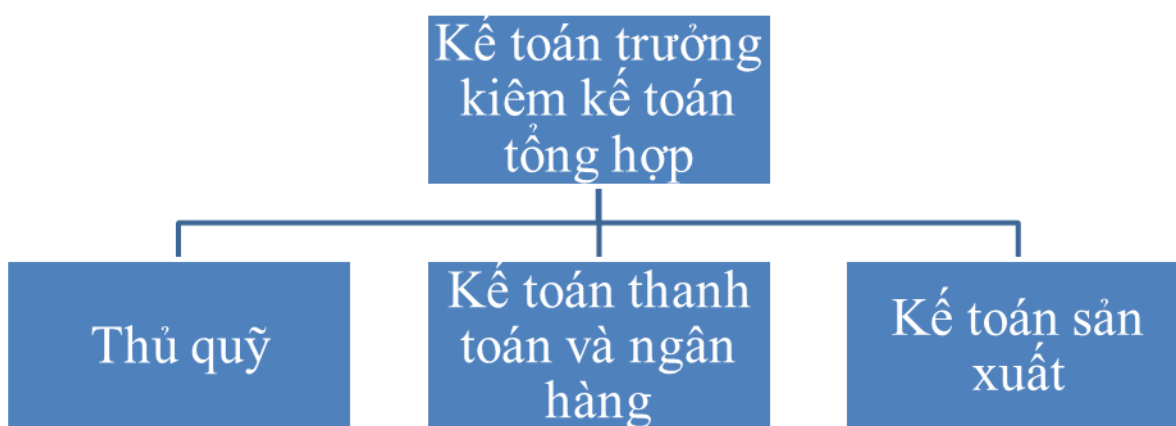 Kế toán trưởng
kiêm kế toán
tổng hợp
Thủ quỹ
Kế toán thanh
toán và ngân
hàng
Kế toán sản
xuất